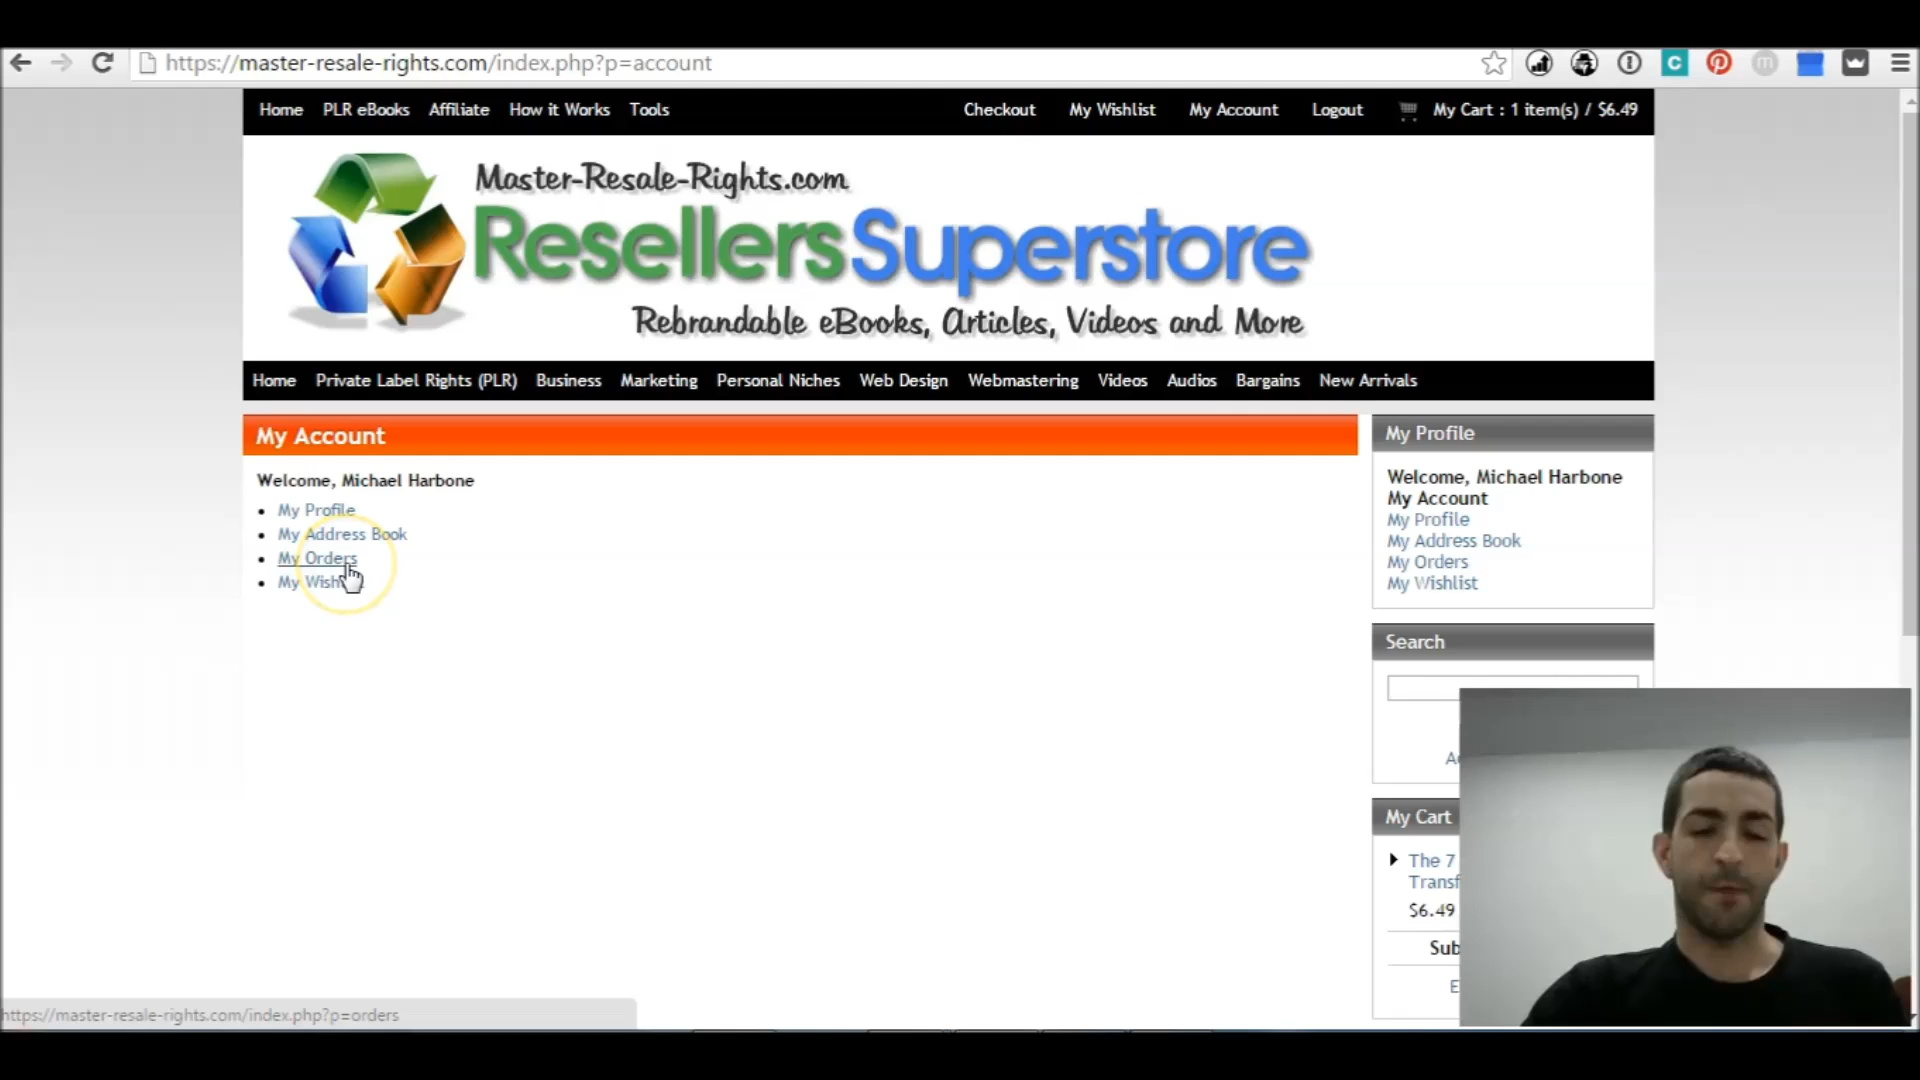 https://master-resale-rights.com/index.php?p=account
Home PLR eBooks Affiliate How it Works Tools Checkout My Wishlist My Account Logout My Cart : 1 item(s) / $6.49
Master-Resale-Rights.com
ResellersSuperstore
Rebrandable eBooks, Articles, Videos and More
Home Private Label Rights (PLR) Business Marketing Personal Niches Web Design Webmastering Videos Audios Bargains New Arrivals
My Account
Welcome, Michael Harbone
My Profile
My Address Book
My Orders
My
My Profile
Welcome, Michael Harbone
My Account
My Profile
My Address Book
My Orders
My Wishlist
Search
My Cart
The 7
$6.49
https://master-resale-rights.com/index.php?p=orders